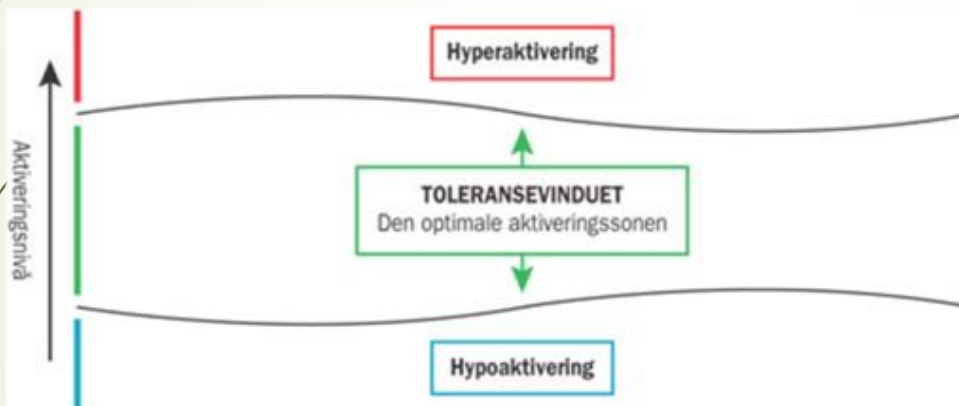 Hyperaktivering
Aktiveringsnivå
TOLERANSEVINDUET
Den optimale aktiveringssonen
Hypoaktivering